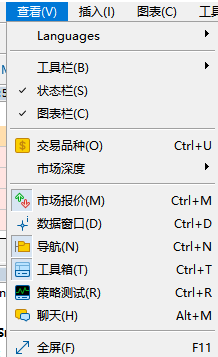 查看(V) 插入(I) 图表(C) 工
Languages
工具栏(B)
状态栏(S)
图表栏(C)
交易品种(O) Ctrl+U
市场深度
市场报价(M) Ctrl+M
数据窗口(D) Ctrl+D
导航(N) Ctrl+N
工具箱(T) Ctrl+T
策略测试(R) Ctrl+R
聊天(H) Alt+M
全屏(F) F11